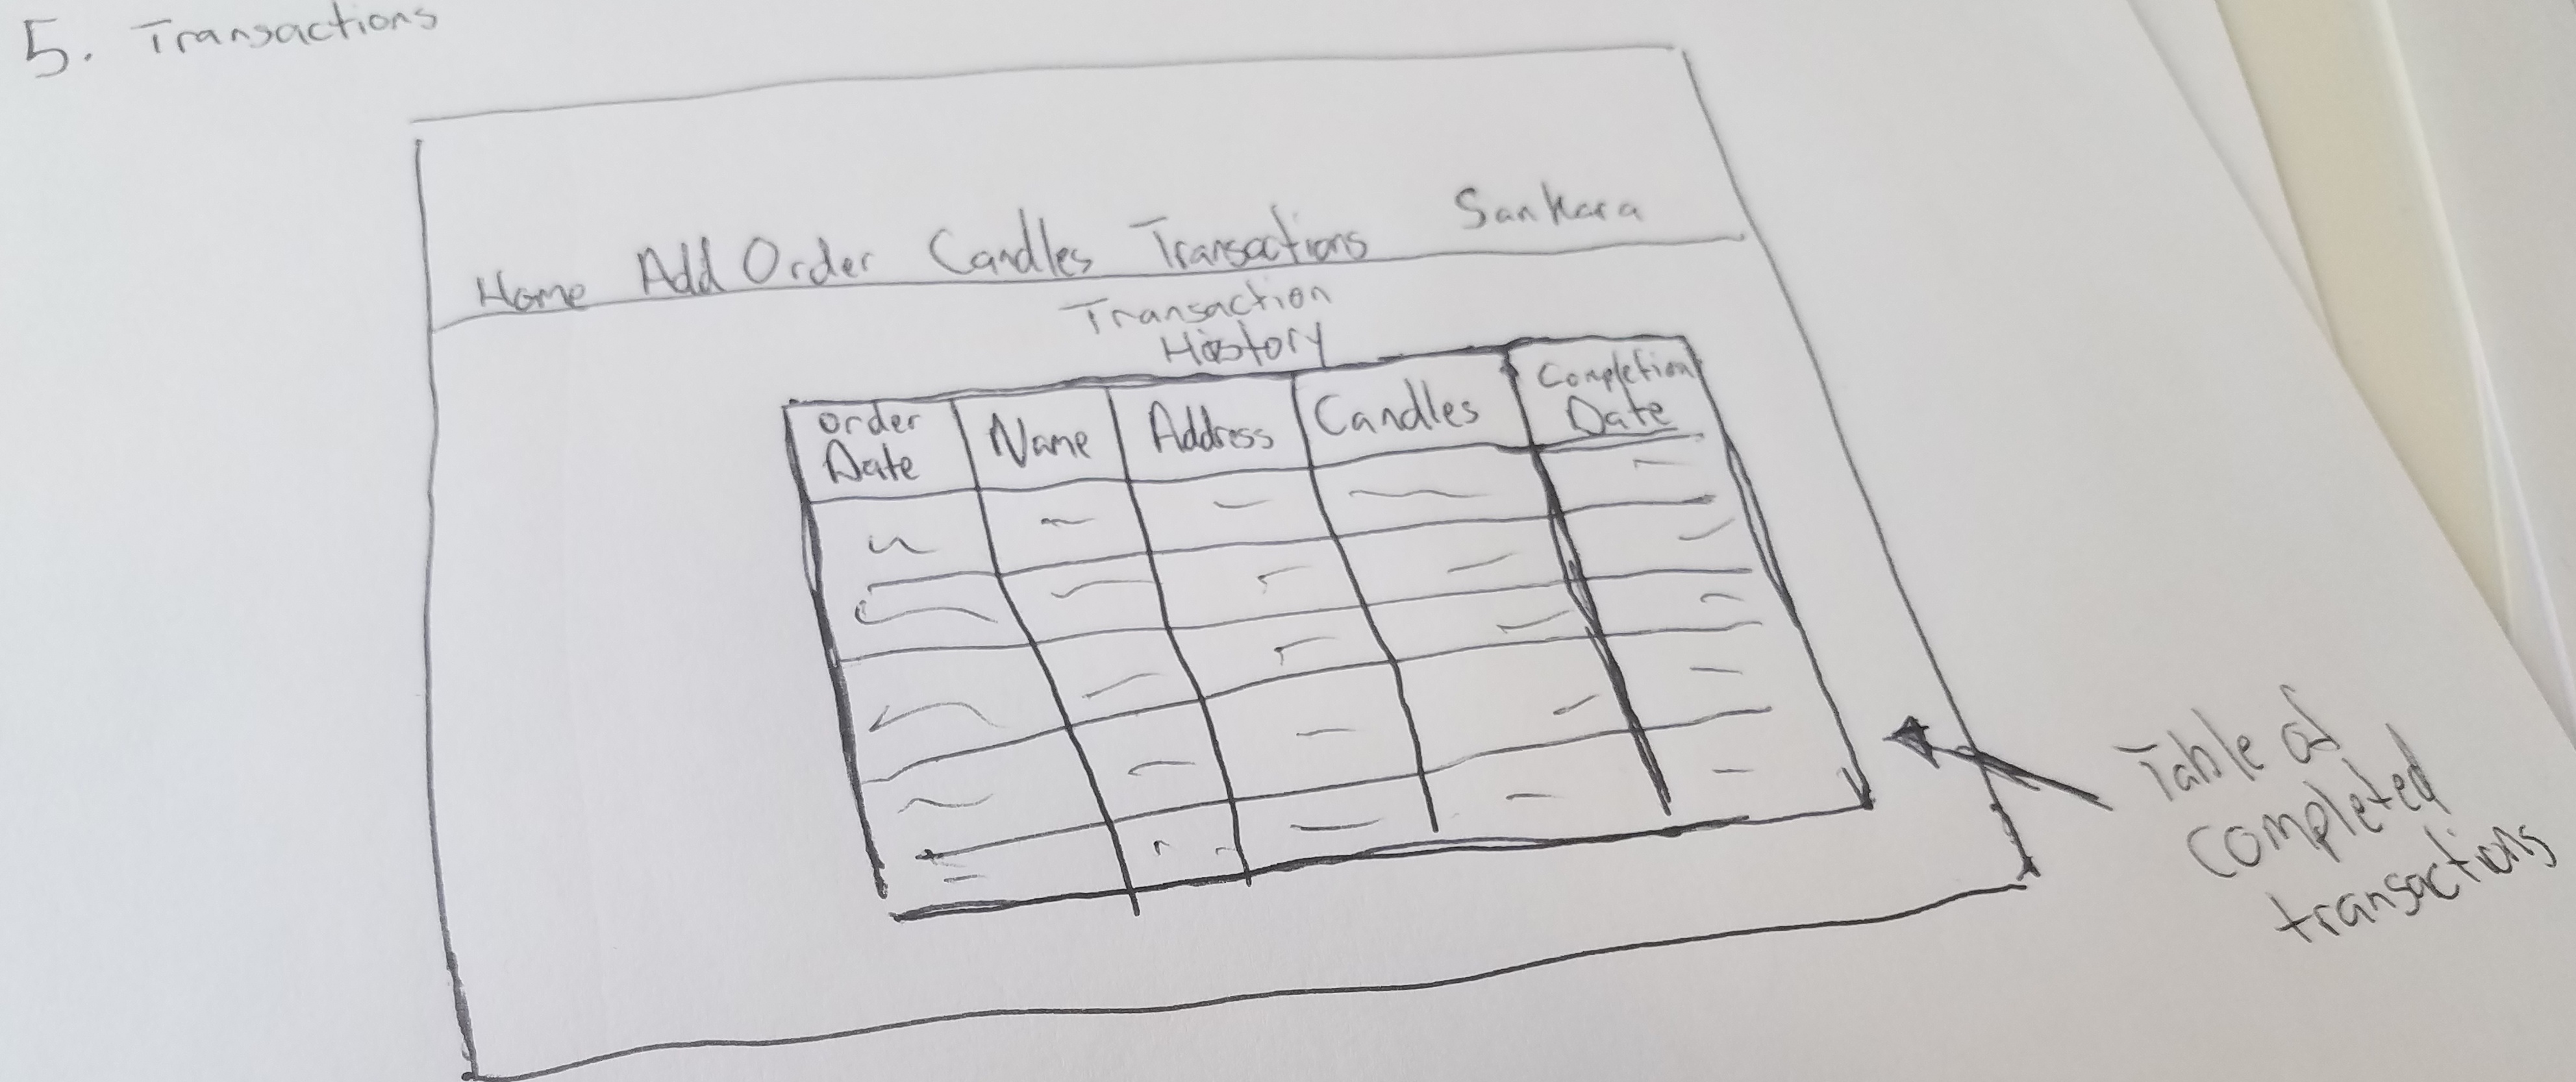 5. Transactions
Home Add Order Candles Transactions Sankara
Transaction
History
Order
Date
Name
Address
Candles
Completion
Date
Table of
completed
transactions